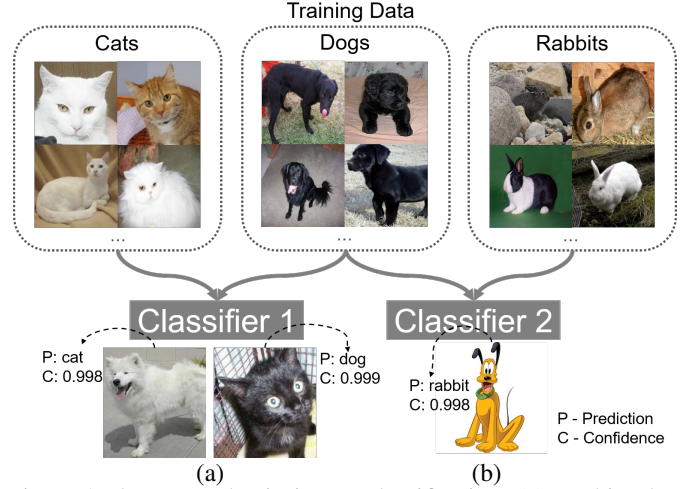 Training Data
Cats
Dogs
Rabbits
...
...
...
Classifier 1
Classifier 2
P: cat
C: 0.998
P: dog
C: 0.999
P: rabbit
C: 0.998
P - Prediction
C - Confidence
(a)
(b)